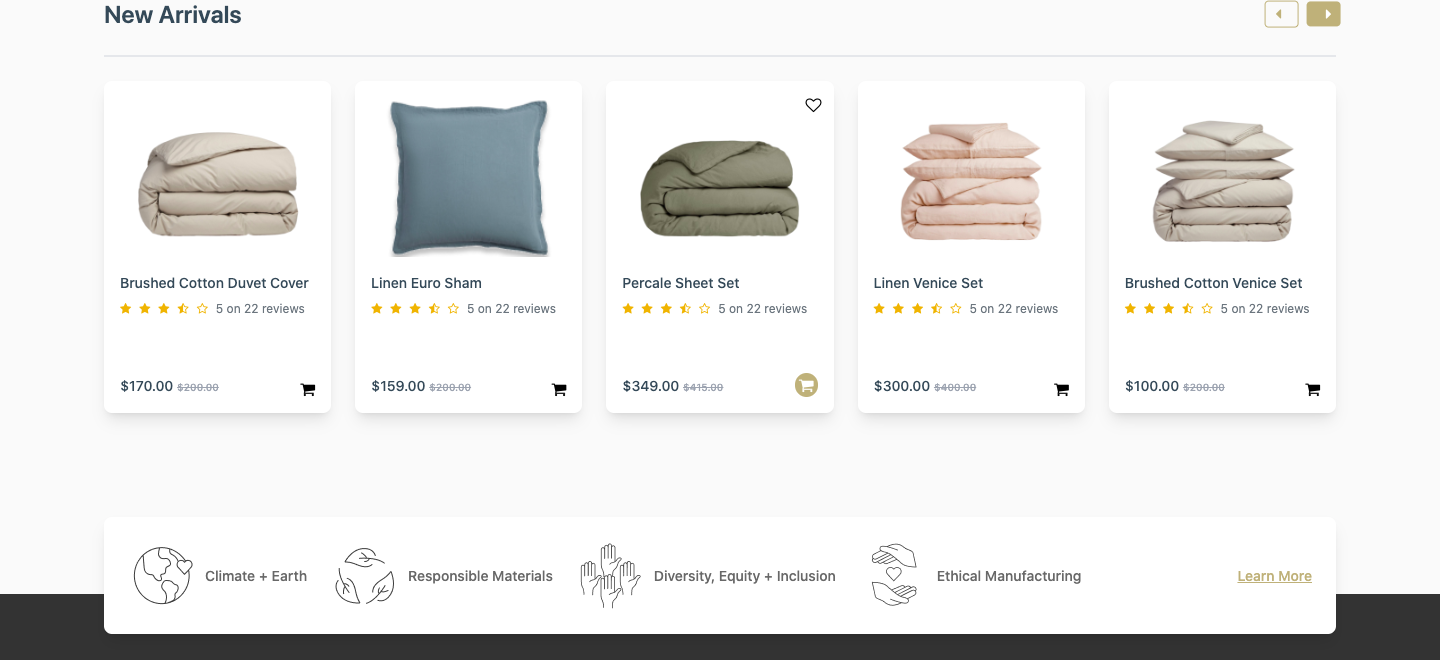 New Arrivals
Brushed Cotton Duvet Cover
5 on 22 reviews
$170.00 $200.00
Linen Euro Sham
5 on 22 reviews
$159.00 $200.00
Percale Sheet Set
5 on 22 reviews
$349.00 $415.00
Linen Venice Set
5 on 22 reviews
$300.00 $400.00
Brushed Cotton Venice Set
5 on 22 reviews
$100.00 $200.00
Climate + Earth
Responsible Materials
Diversity, Equity + Inclusion
Ethical Manufacturing
Learn More